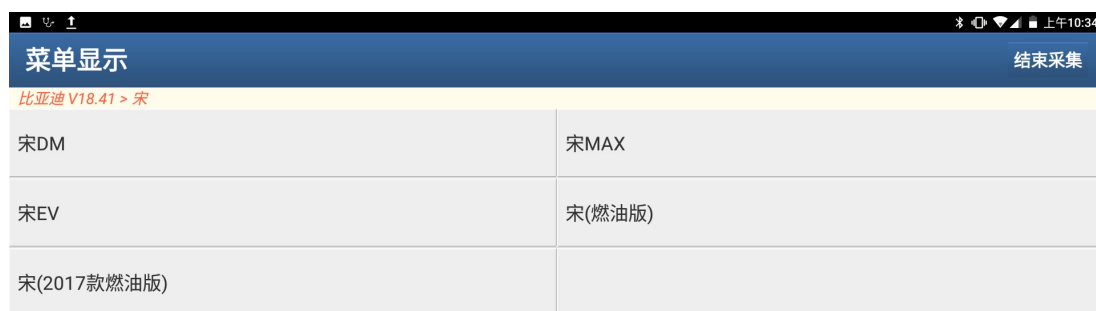 上午10:34
菜单显示 结束采集
比亚迪 V18.41 > 宋
宋DM 宋MAX
宋EV 宋(燃油版)
宋(2017款燃油版)